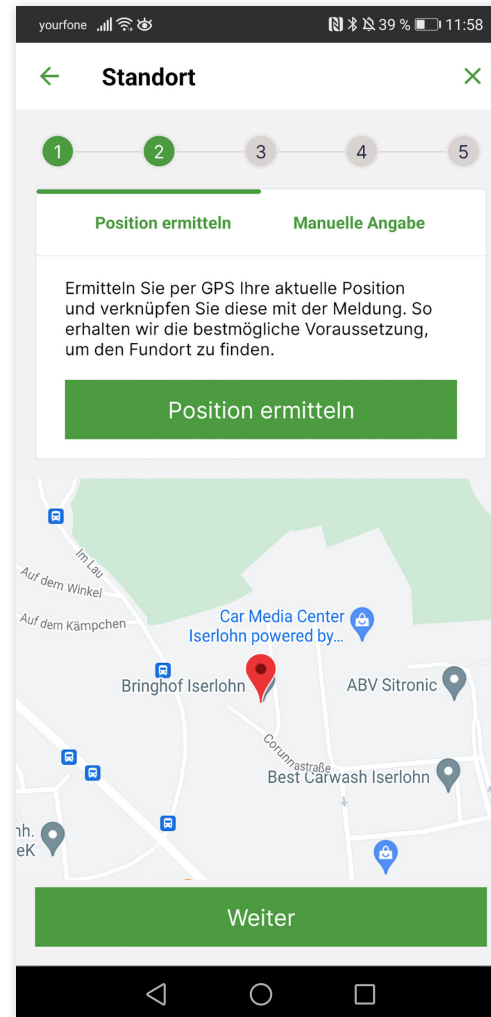 yourfone 39 % 11:58
Standort
1 2 3 4 5
Position ermitteln Manuelle Angabe
Ermitteln Sie per GPS Ihre aktuelle Position
und verknüpfen Sie diese mit der Meldung. So
erhalten wir die bestmögliche Voraussetzung,
um den Fundort zu finden.
Position ermitteln
Im Lau
Auf dem Winkel
Auf dem Kämpchen
Car Media Center
Iserlohn powered by...
Bringhof Iserlohn
ABV Sitronic
Corunnastraße
Best Carwash Iserlohn
nh.
eK
Weiter